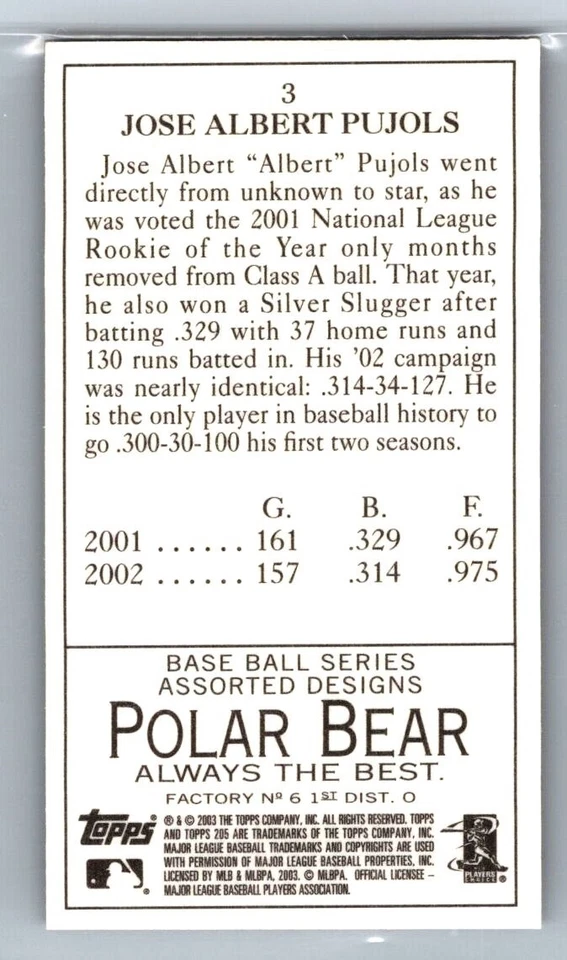 3
JOSE ALBERT PUJOLS
Jose Albert “Albert” Pujols went
directly from unknown to star, as he
was voted the 2001 National League
Rookie of the Year only months
removed from Class A ball. That year,
he also won a Silver Slugger after
batting .329 with 37 home runs and
130 runs batted in. His ’02 campaign
was nearly identical: .314-34-127. He
is the only player in baseball history to
go .300-30-100 his first two seasons.
G. B. F.
2001 ...... 161 .329 .967
2002 ...... 157 .314 .975
BASE BALL SERIES
ASSORTED DESIGNS
POLAR BEAR
ALWAYS THE BEST.
FACTORY Nº 6 1ST DIST. O
topps
® & © 2003 THE TOPPS COMPANY, INC. ALL RIGHTS RESERVED. TOPPS
AND TOPPS 205 ARE TRADEMARKS OF THE TOPPS COMPANY, INC.
MAJOR LEAGUE BASEBALL TRADEMARKS AND COPYRIGHTS ARE USED
WITH PERMISSION OF MAJOR LEAGUE BASEBALL PROPERTIES, INC.
LICENSED BY MLB & MLBPA, 2003. © MLBPA. OFFICIAL LICENSEE –
MAJOR LEAGUE BASEBALL PLAYERS ASSOCIATION.
PLAYERS
CHOICE ®